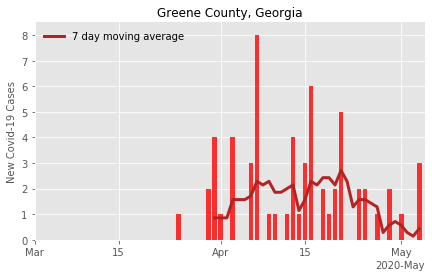 Greene County, Georgia
7 day moving average
New Covid-19 Cases
8
7
6
5
4
3
2
1
0
Mar 15 Apr 15 May
2020-May